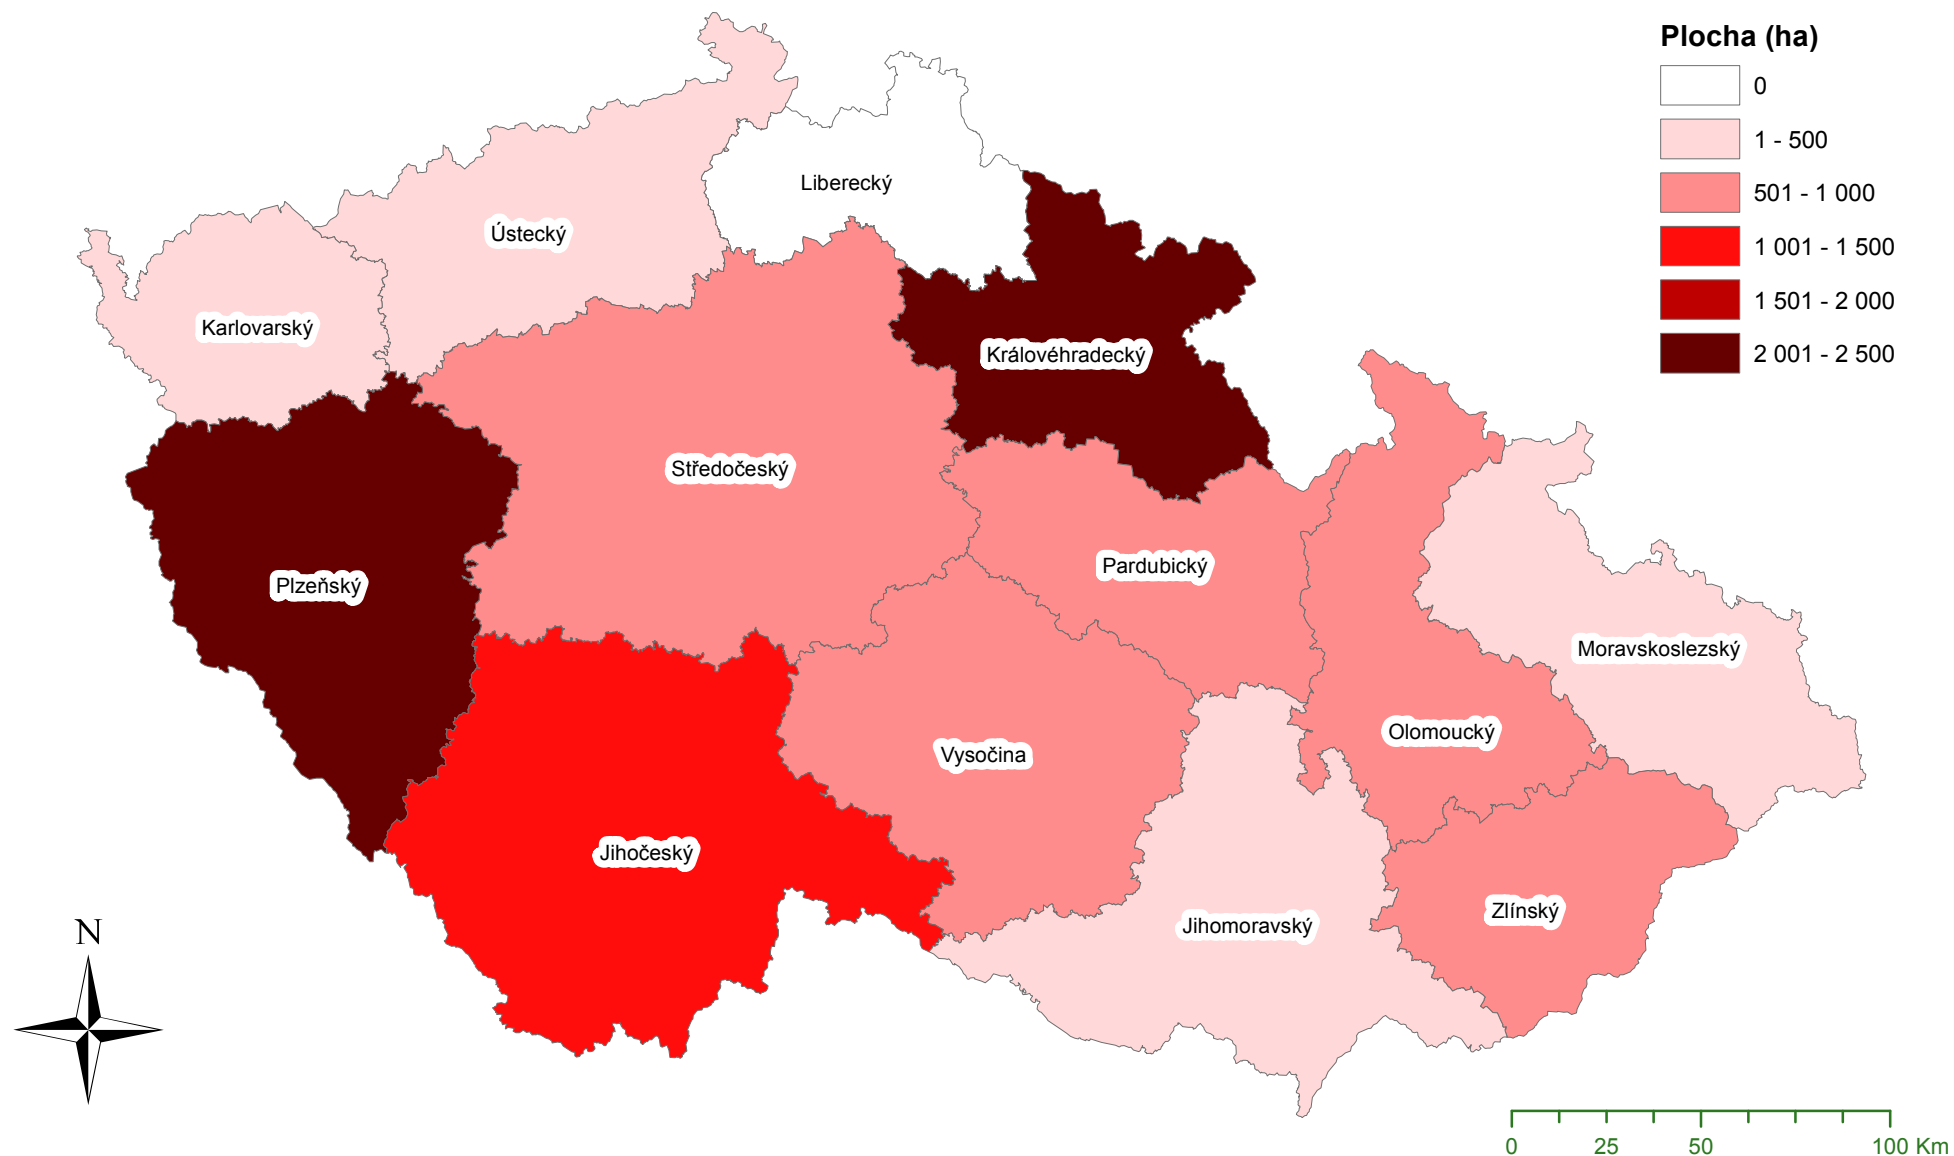 Plocha (ha)
0
1 - 500
501 - 1 000
1 001 - 1 500
1 501 - 2 000
2 001 - 2 500
Liberecký
Ústecký
Karlovarský
Královéhradecký
Středočeský
Pardubický
Plzeňský
Moravskoslezský
Olomoucký
Vysočina
Jihočeský
Zlínský
Jihomoravský
N
0 25 50 100 Km